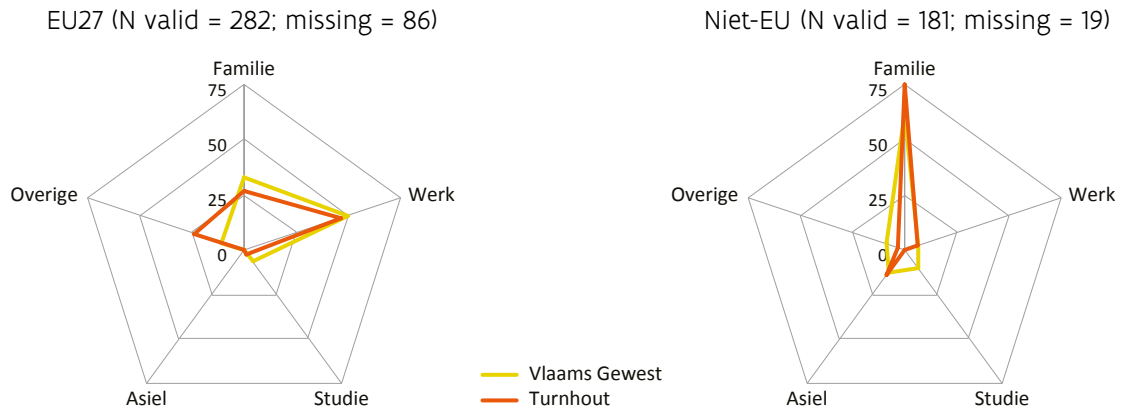 EU27 (N valid = 282; missing = 86)
Familie
75
50
25
0
Overige
Werk
Asiel
Studie
Niet-EU (N valid = 181; missing = 19)
Familie
75
50
25
0
Overige
Werk
Asiel
Studie
Vlaams Gewest
Turnhout